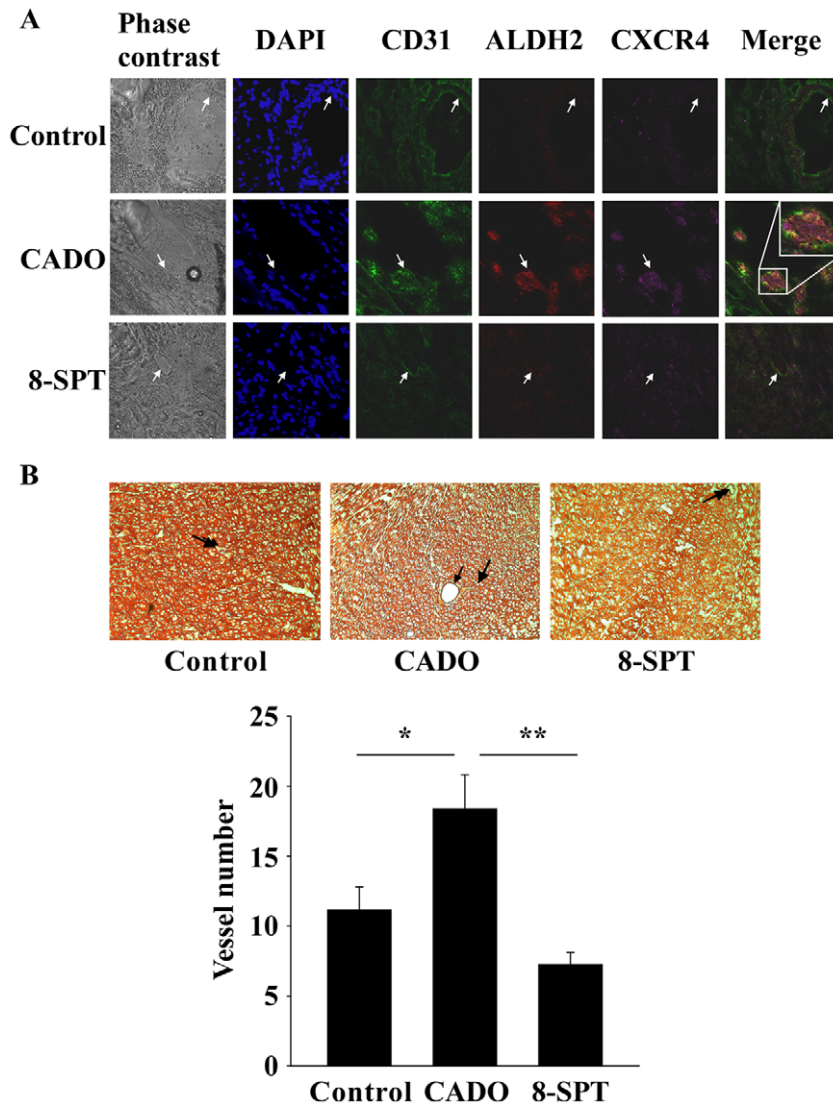 A
Phase contrast
DAPI
CD31
ALDH2
CXCR4
Merge
Control
CADO
8-SPT
B
Control
CADO
8-SPT
*
**
25
20
15
10
5
0
Vessel number
Control
CADO
8-SPT